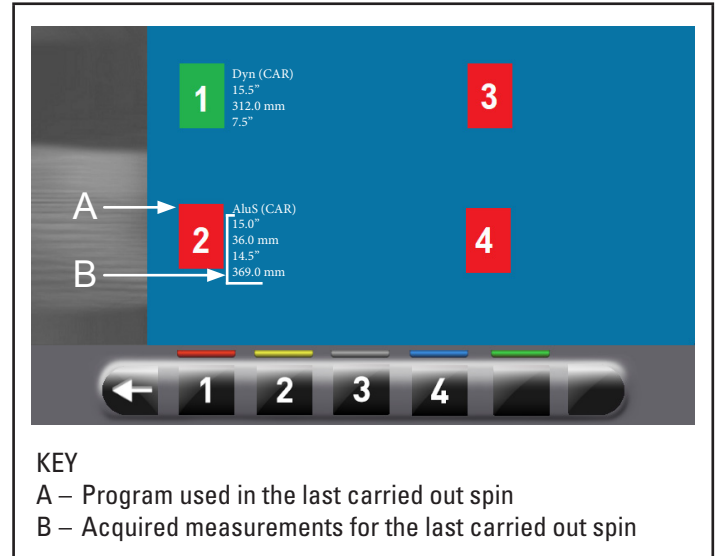 1
Dyn (CAR)
15.5”
312.0 mm
7.5”
3
A
2
AluS (CAR)
15.0”
36.0 mm
14.5”
369.0 mm
B
4
1 2 3 4
KEY
A – Program used in the last carried out spin
B – Acquired measurements for the last carried out spin